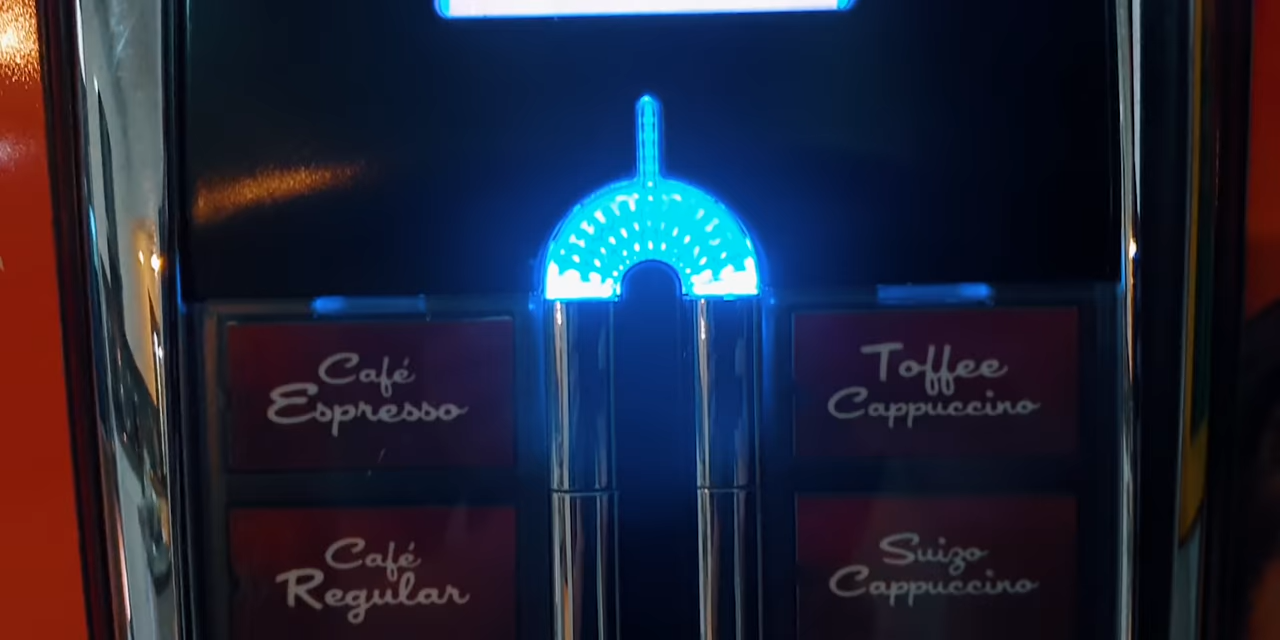 Café
Espresso
Toffee
Cappuccino
Café
Regular
Suizo
Cappuccino